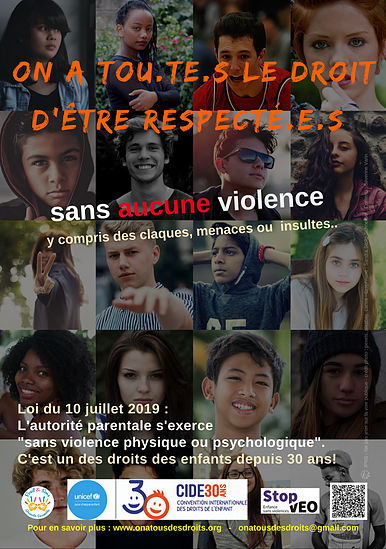 ON A TOU.TE.S LE DROIT
D'ÊTRE RESPECTÉ.E.S
sans aucune violence
y compris des claques, menaces ou insultes..
Loi du 10 juillet 2019 :
L'autorité parentale s'exerce
"sans violence physique ou psychologique".
C'est un des droits des enfants depuis 30 ans!
unicef
30
CIDE30ANS
CONVENTION INTERNATIONALE
DES DROITS DE L'ENFANT
Stop
VEO
Enfance
sans violences
Pour en savoir plus : www.onatousdesdroits.org - onatousdesdroits@gmail.com